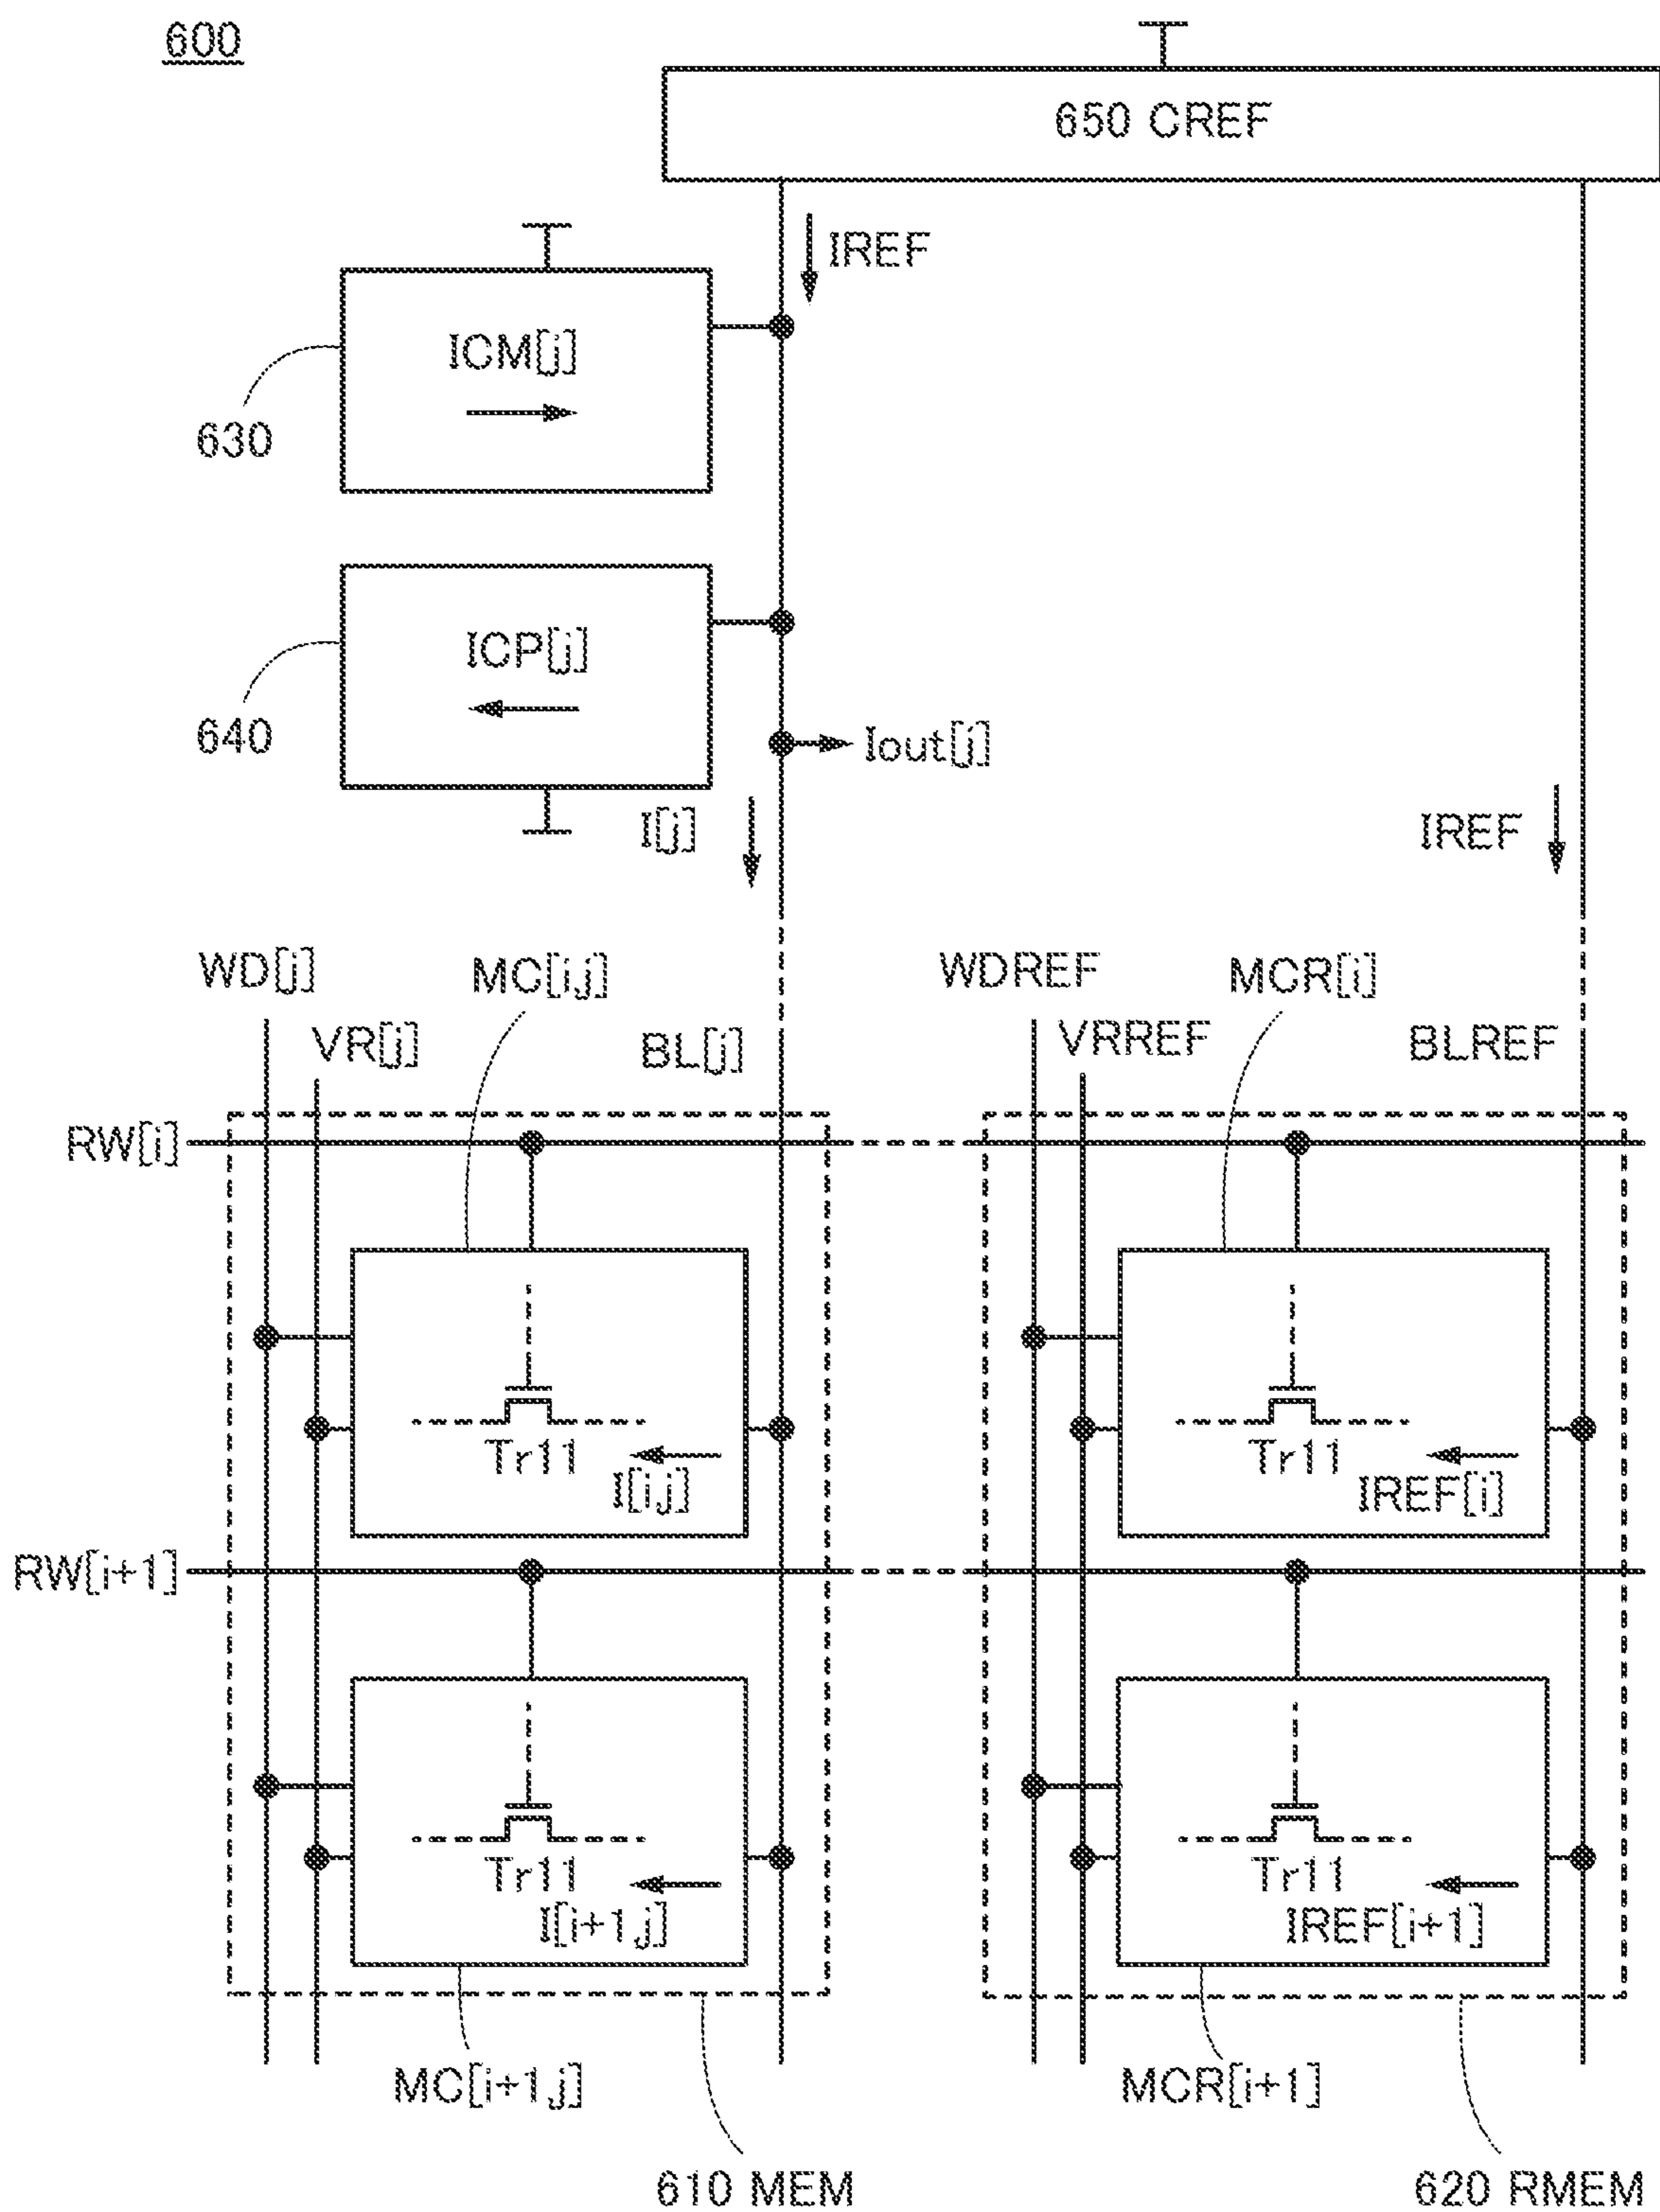 600
650 CREF
IREF
ICM[j]
630
ICP[j]
640
Iout[j]
I[j]
IREF
WD[j]
MC[i,j]
WDREF
MCR[i]
VR[j]
BL[j]
VRREF
BLREF
RW[i]
Tr11
I[i,j]
Tr11
IREF[i]
RW[i+1]
Tr11
I[i+1,j]
Tr11
IREF[i+1]
MC[i+1,j]
MCR[i+1]
610 MEM
620 RMEM